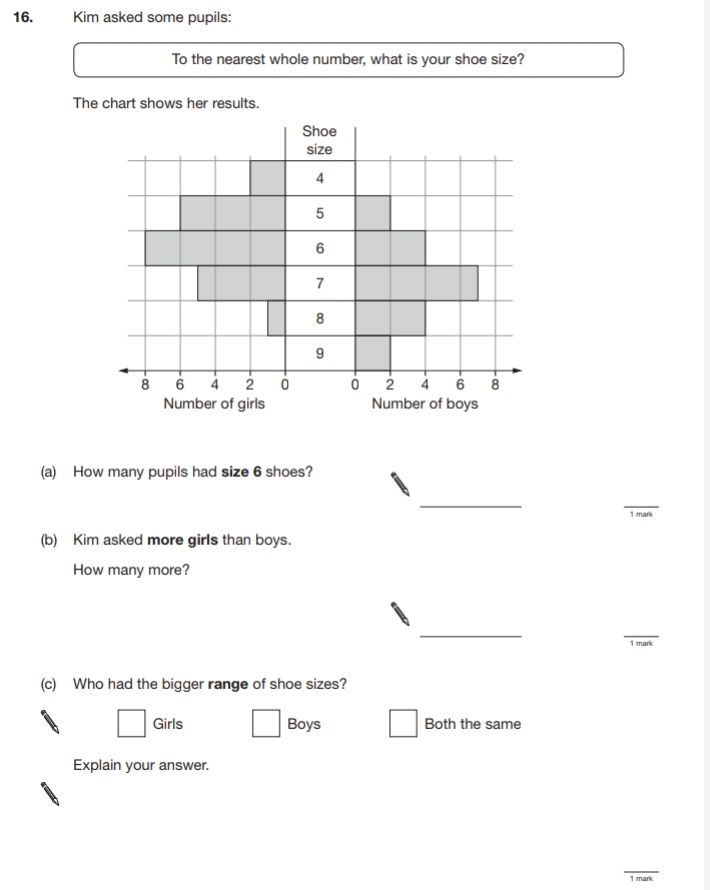 16. Kim asked some pupils:
To the nearest whole number, what is your shoe size?
The chart shows her results.
Shoe
size
4
5
6
7
8
9
8 6 4 2 0 0 2 4 6 8
Number of girls Number of boys
(a) How many pupils had size 6 shoes?
1 mark
(b) Kim asked more girls than boys.
How many more?
1 mark
(c) Who had the bigger range of shoe sizes?
Girls Boys Both the same
Explain your answer.
1 mark